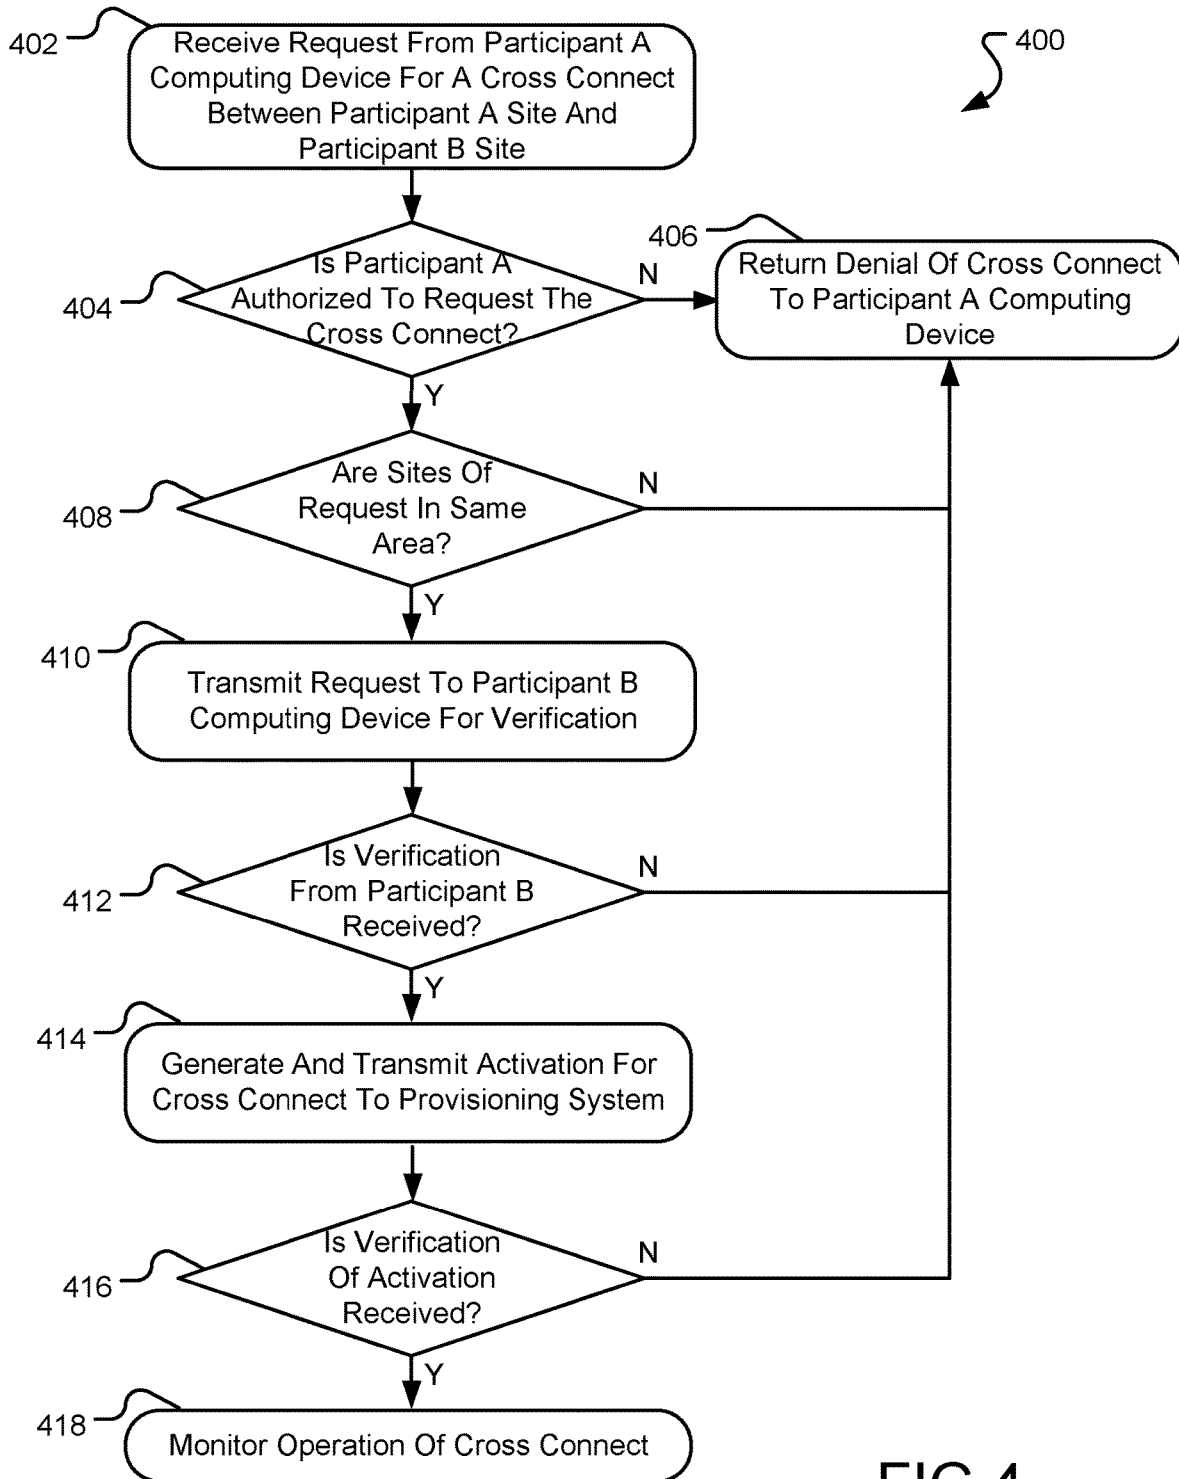 402
Receive Request From Participant A
Computing Device For A Cross Connect
Between Participant A Site And
Participant B Site
400
404
Is Participant A
Authorized To Request The
Cross Connect?
N
Y
406
Return Denial Of Cross Connect
To Participant A Computing
Device
408
Are Sites Of
Request In Same
Area?
N
Y
410
Transmit Request To Participant B
Computing Device For Verification
412
Is Verification
From Participant B
Received?
N
Y
414
Generate And Transmit Activation For
Cross Connect To Provisioning System
416
Is Verification
Of Activation
Received?
N
Y
418
Monitor Operation Of Cross Connect
FIG 4